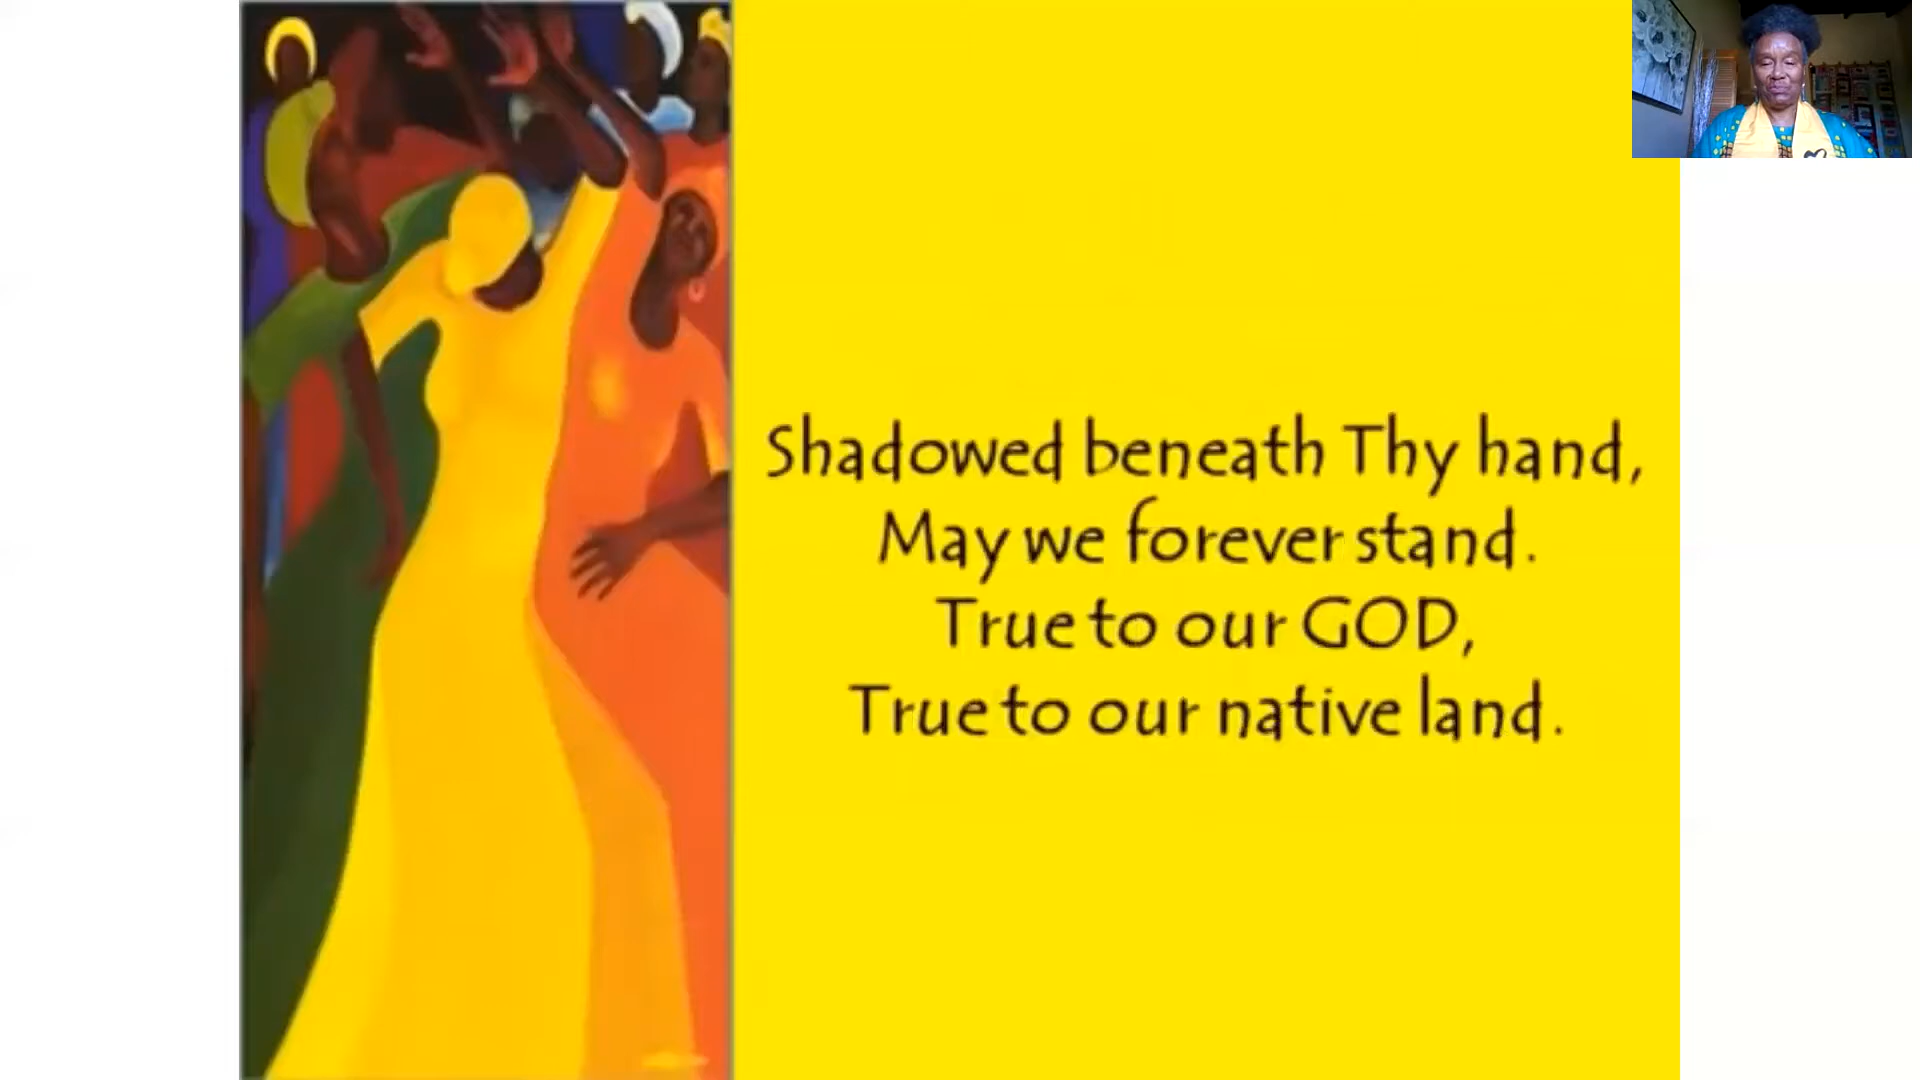 Shadowed beneath Thy hand,
May we forever stand.
True to our GOD,
True to our native land.